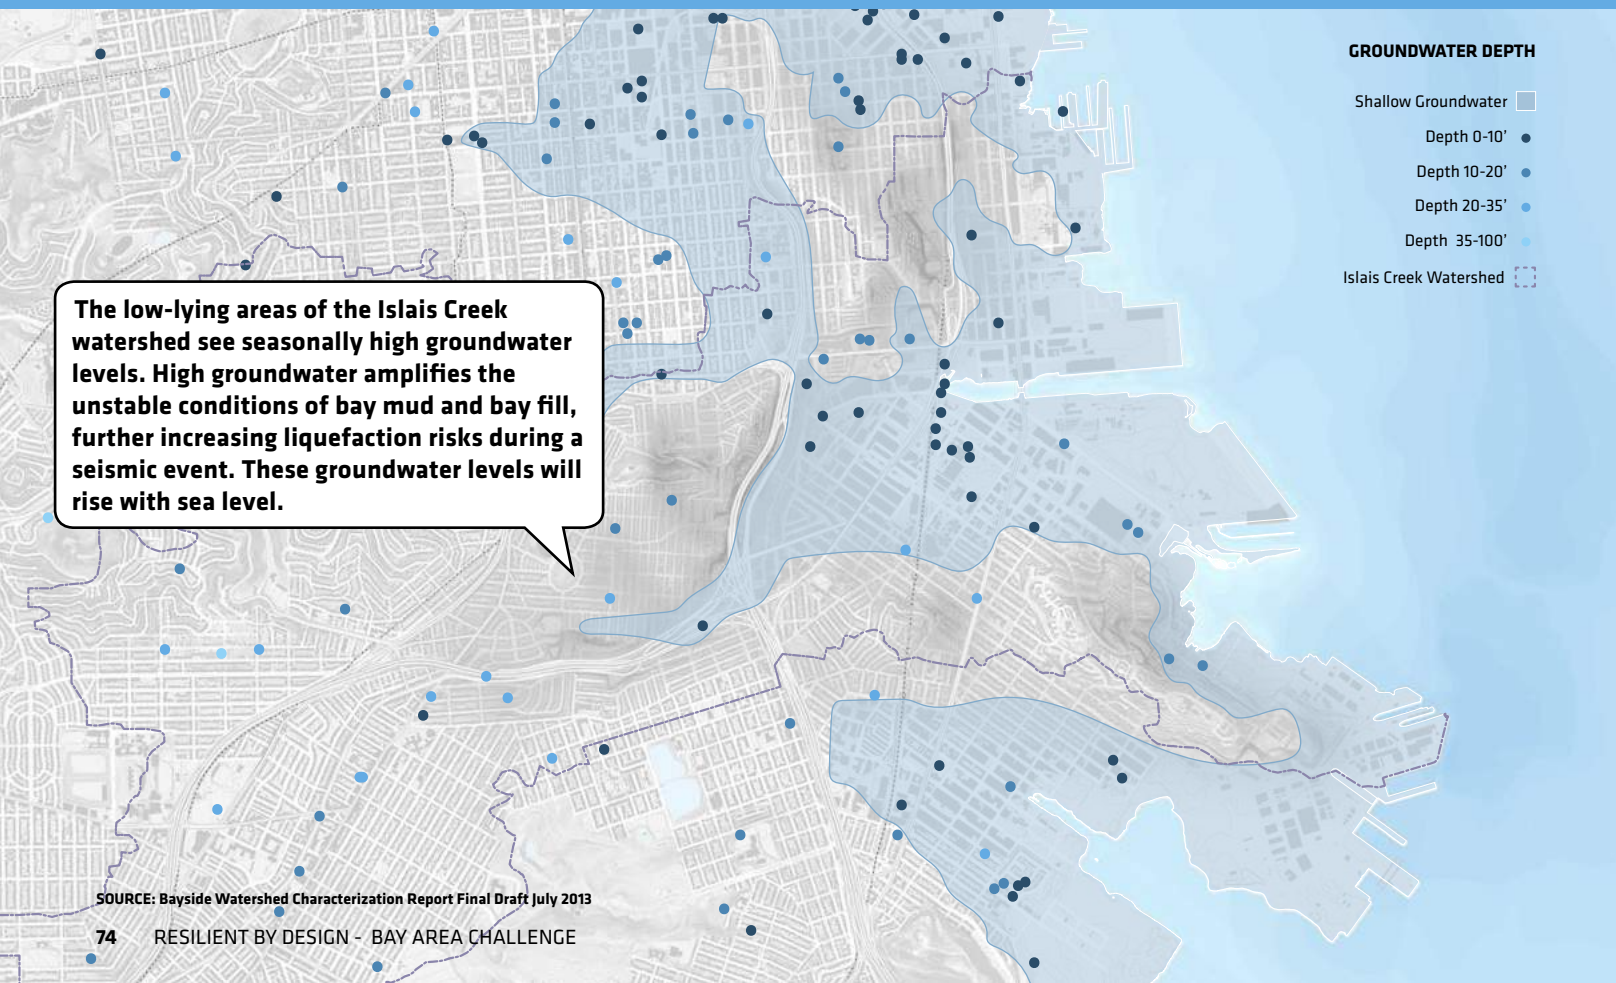 GROUNDWATER DEPTH
Shallow Groundwater
Depth 0-10’
Depth 10-20’
Depth 20-35’
Depth  35-100’
Islais Creek Watershed
The low-lying areas of the Islais Creek
watershed see seasonally high groundwater
levels. High groundwater amplifies the
unstable conditions of bay mud and bay fill,
further increasing liquefaction risks during a
seismic event. These groundwater levels will
rise with sea level.
SOURCE: Bayside Watershed Characterization Report Final Draft July 2013
74 RESILIENT BY DESIGN - BAY AREA CHALLENGE